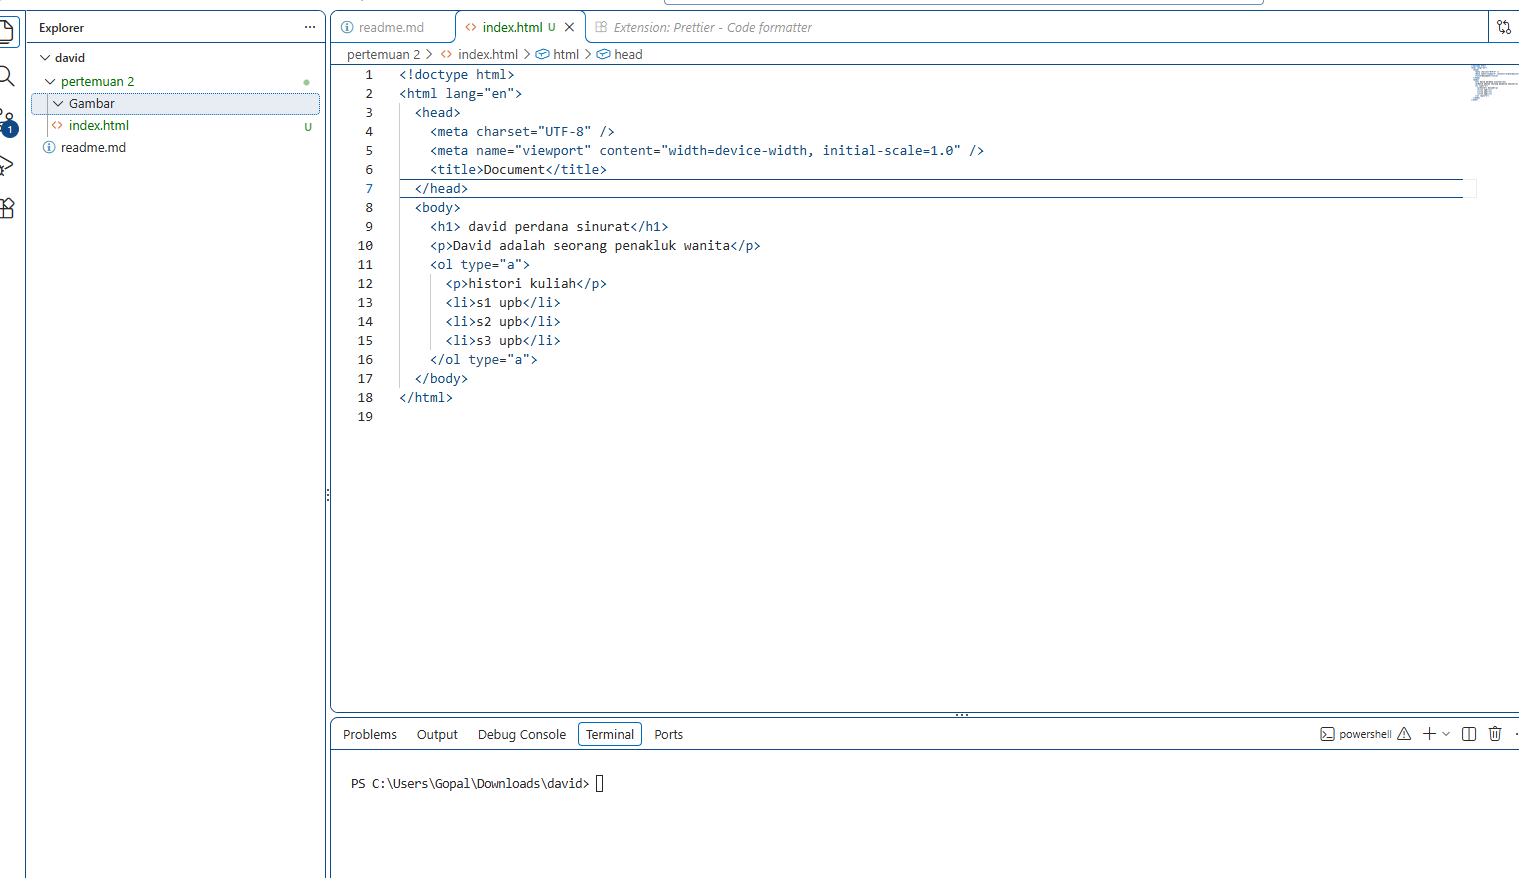 Explorer
david
pertemuan 2
Gambar
index.html U
readme.md
1
readme.md
index.html U
Extension: Prettier - Code formatter
pertemuan 2 > index.html > html > head
1 <!doctype html>
2 <html lang="en">
3 <head>
4 <meta charset="UTF-8" />
5 <meta name="viewport" content="width=device-width, initial-scale=1.0" />
6 <title>Document</title>
7 </head>
8 <body>
9 <h1> david perdana sinurat</h1>
10 <p>David adalah seorang penakluk wanita</p>
11 <ol type="a">
12 <p>histori kuliah</p>
13 <li>s1 upb</li>
14 <li>s2 upb</li>
15 <li>s3 upb</li>
16 </ol type="a">
17 </body>
18 </html>
19
Problems Output Debug Console Terminal Ports
powershell
PS C:\Users\Gopal\Downloads\david>